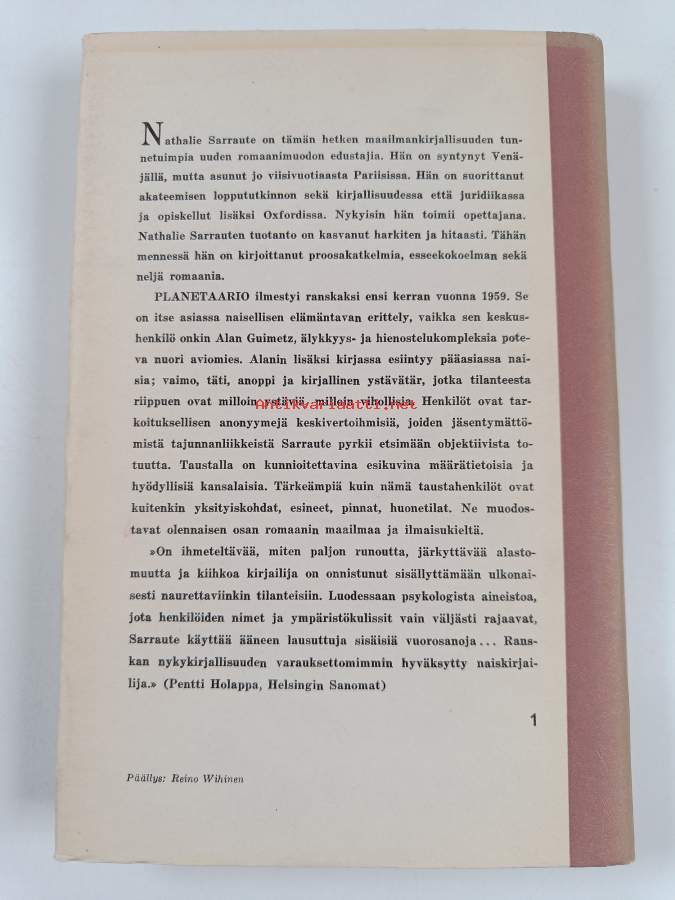 Nathalie Sarraute on tämän hetken maailmankirjallisuuden tun-
netuimpia uuden romaanimuodon edustajia. Hän on syntynyt Venä-
jällä, mutta asunut jo viisivuotiaasta Pariisissa. Hän on suorittanut
akateemisen loppututkinnon sekä kirjallisuudessa että juridiikassa
ja opiskellut lisäksi Oxfordissa. Nykyisin hän toimii opettajana.
Nathalie Sarrauten tuotanto on kasvanut harkiten ja hitaasti. Tähän
mennessä hän on kirjoittanut proosakatkelmia, esseekokoelman sekä
neljä romaania.
PLANETAARIO ilmestyi ranskaksi ensi kerran vuonna 1959. Se
on itse asiassa naisellisen elämäntavan erittely, vaikka sen keskus-
henkilö onkin Alan Guimetz, älykkyys- ja hienostelukompleksia pote-
va nuori aviomies. Alanin lisäksi kirjassa esiintyy pääasiassa nai-
sia; vaimo, täti, anoppi ja kirjallinen ystävätär, jotka tilanteesta
riippuen ovat milloin ystäviä, milloin vihollisia. Henkilöt ovat tar-
Antikvariaatti.net
koituksellisen anonyymejä keskivertoihmisiä, joiden jäsentymättö-
mistä tajunnanliikkeistä Sarraute pyrkii etsimään objektiivista to-
tuutta. Taustalla on kunnioitettavina esikuvina määrätietoisia ja
hyödyllisiä kansalaisia. Tärkeämpiä kuin nämä taustahenkilöt ovat
kuitenkin yksityiskohdat, esineet, pinnat, huonetilat. Ne muodos-
tavat olennaisen osan romaanin maailmaa ja ilmaisukieltä.
»On ihmeteltävää, miten paljon runoutta, järkyttävää alasto-
muutta ja kiihkoa kirjailija on onnistunut sisällyttämään ulkonai-
sesti naurettaviinkin tilanteisiin. Luodessaan psykologista aineistoa,
jota henkilöiden nimet ja ympäristökulissit vain väljästi rajaavat,
Sarraute käyttää ääneen lausuttuja sisäisiä vuorosanoja... Rans-
kan nykykirjallisuuden varauksettomimmin hyväksytty naiskirjai-
lija.» (Pentti Holappa, Helsingin Sanomat)
1
Päällys: Reino Wihinen